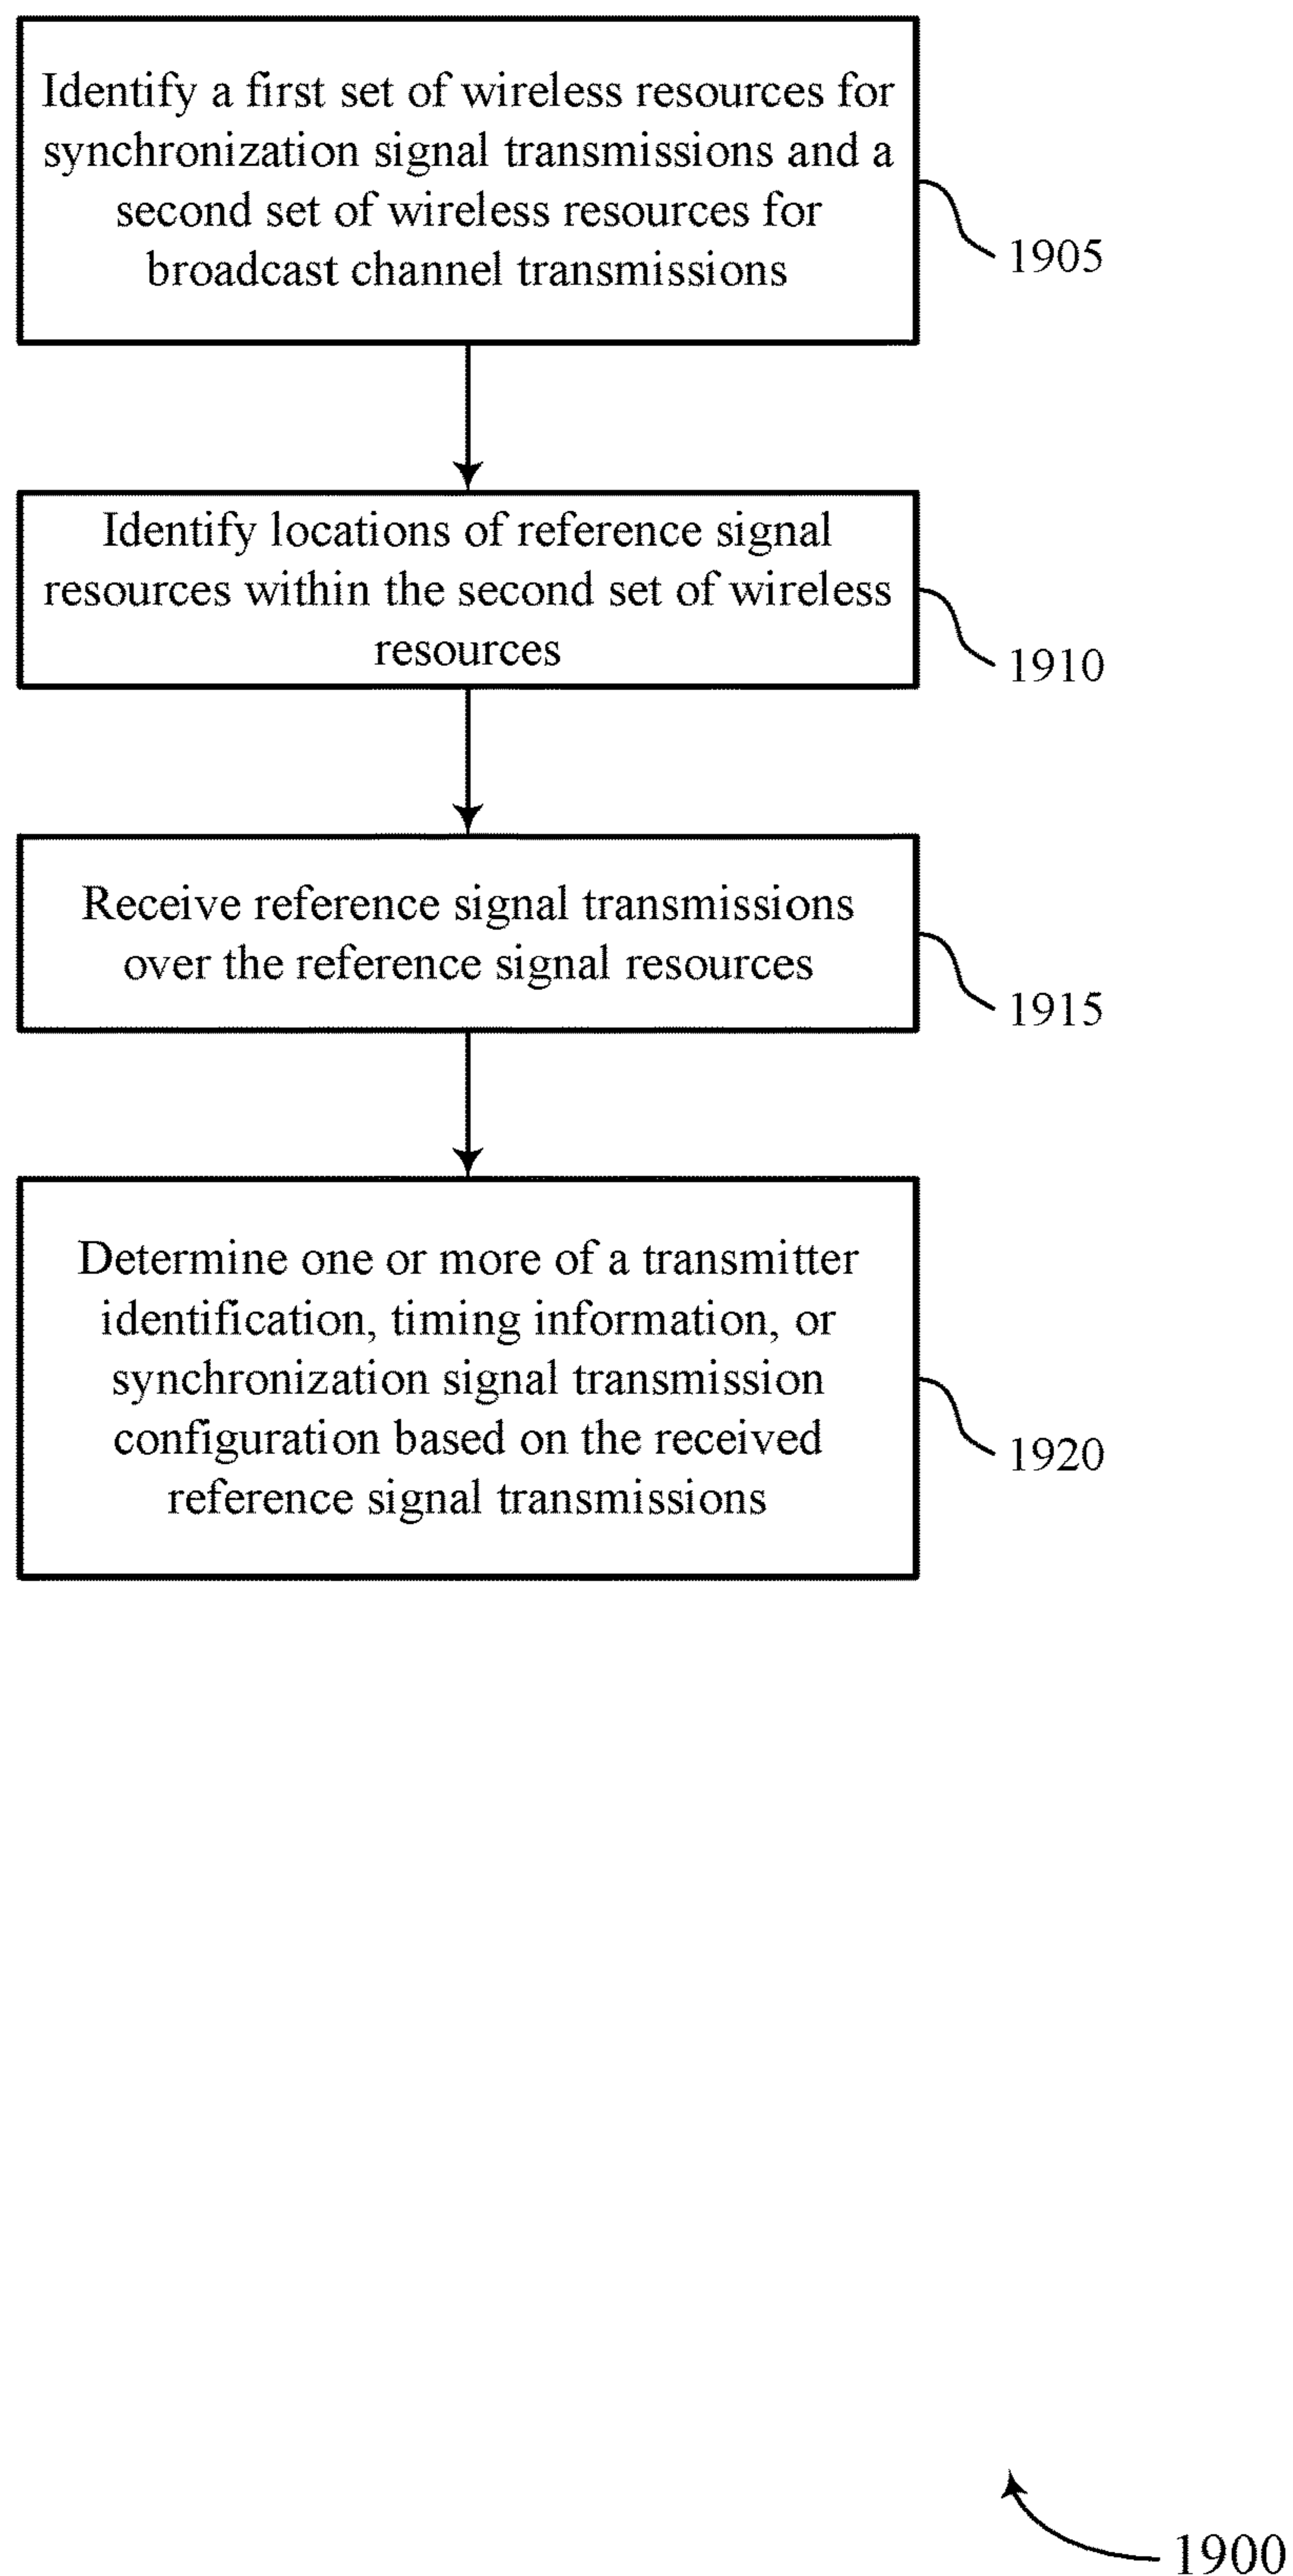 Identify a first set of wireless resources for
synchronization signal transmissions and a
second set of wireless resources for
broadcast channel transmissions
1905
Identify locations of reference signal
resources within the second set of wireless
resources
1910
Receive reference signal transmissions
over the reference signal resources
1915
Determine one or more of a transmitter
identification, timing information, or
synchronization signal transmission
configuration based on the received
reference signal transmissions
1920
1900